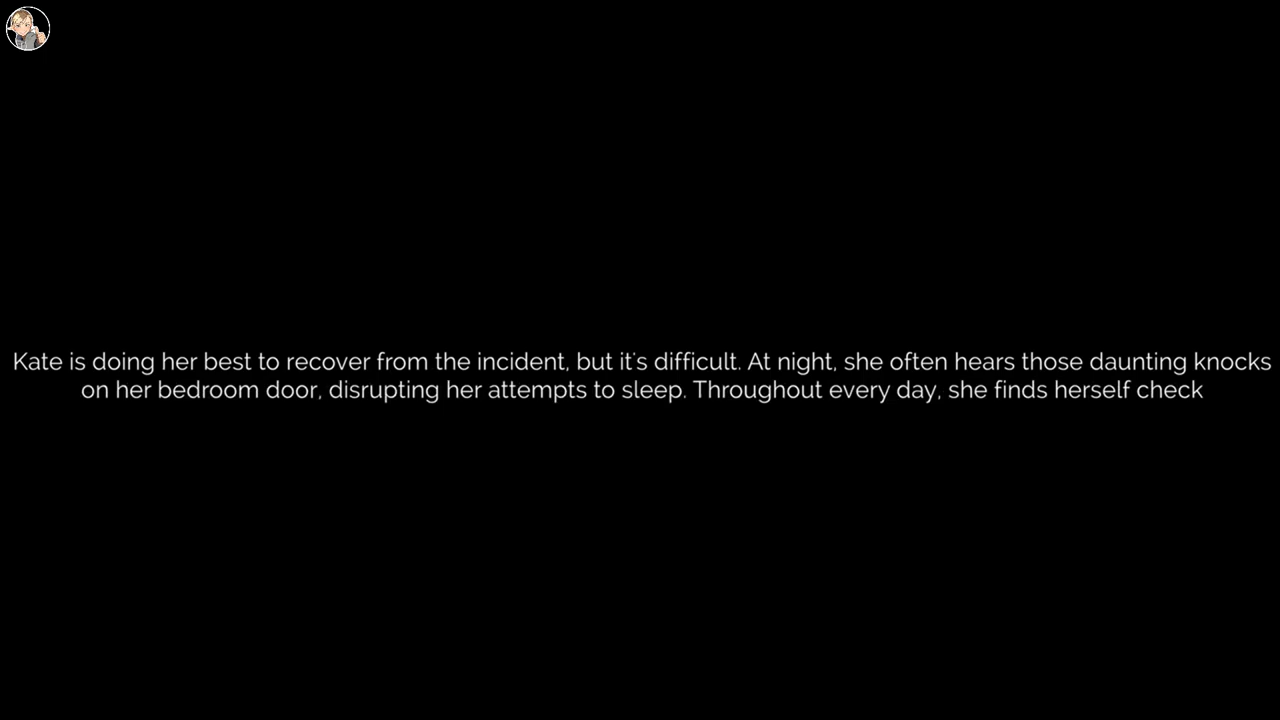 Kate is doing her best to recover from the incident, but it's difficult. At night, she often hears those daunting knocks
on her bedroom door, disrupting her attempts to sleep. Throughout every day, she finds herself check